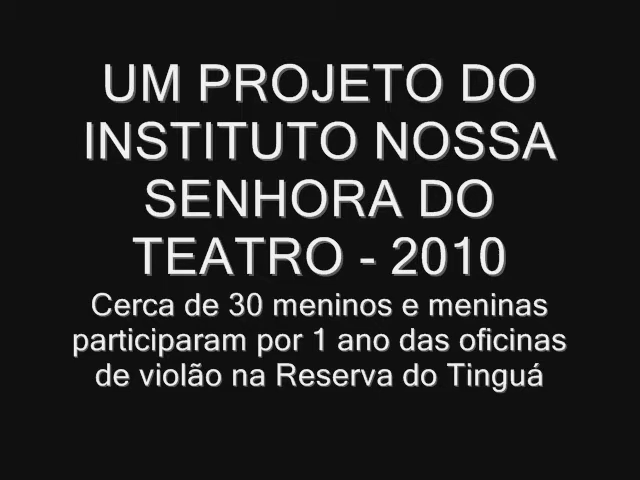 UM PROJETO DO
INSTITUTO NOSSA
SENHORA DO
TEATRO - 2010
Cerca de 30 meninos e meninas
participaram por 1 ano das oficinas
de violão na Reserva do Tinguá